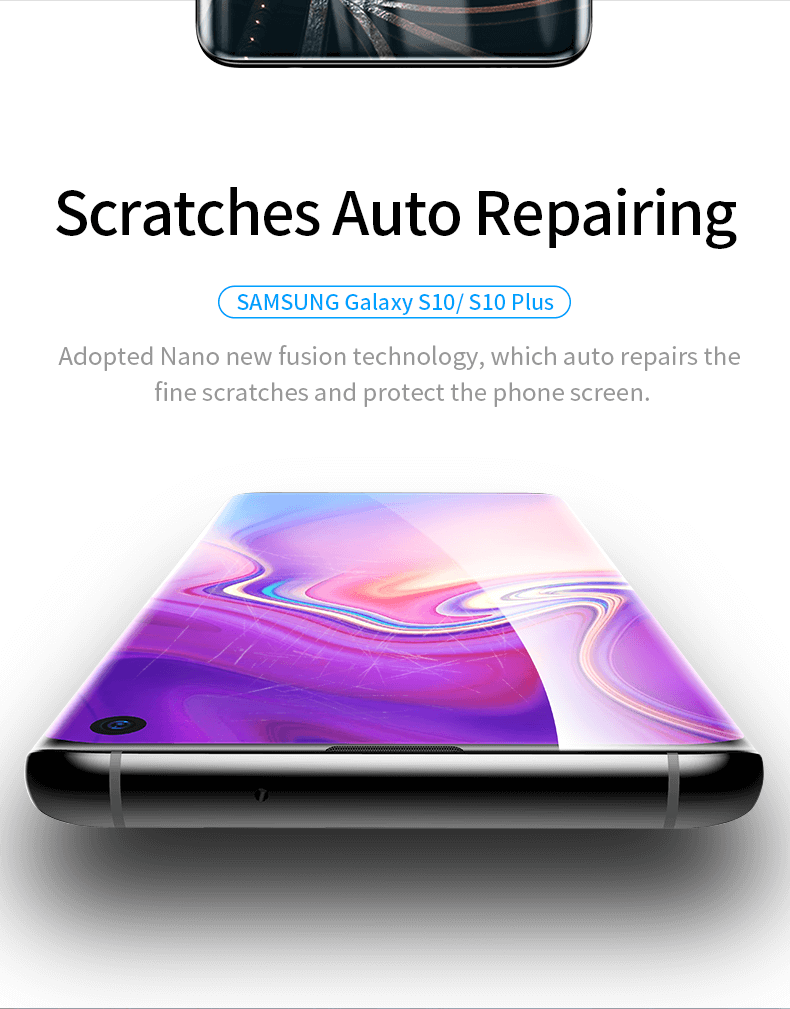 Scratches Auto Repairing
SAMSUNG Galaxy S10/ S10 Plus
Adopted Nano new fusion technology, which auto repairs the
fine scratches and protect the phone screen.